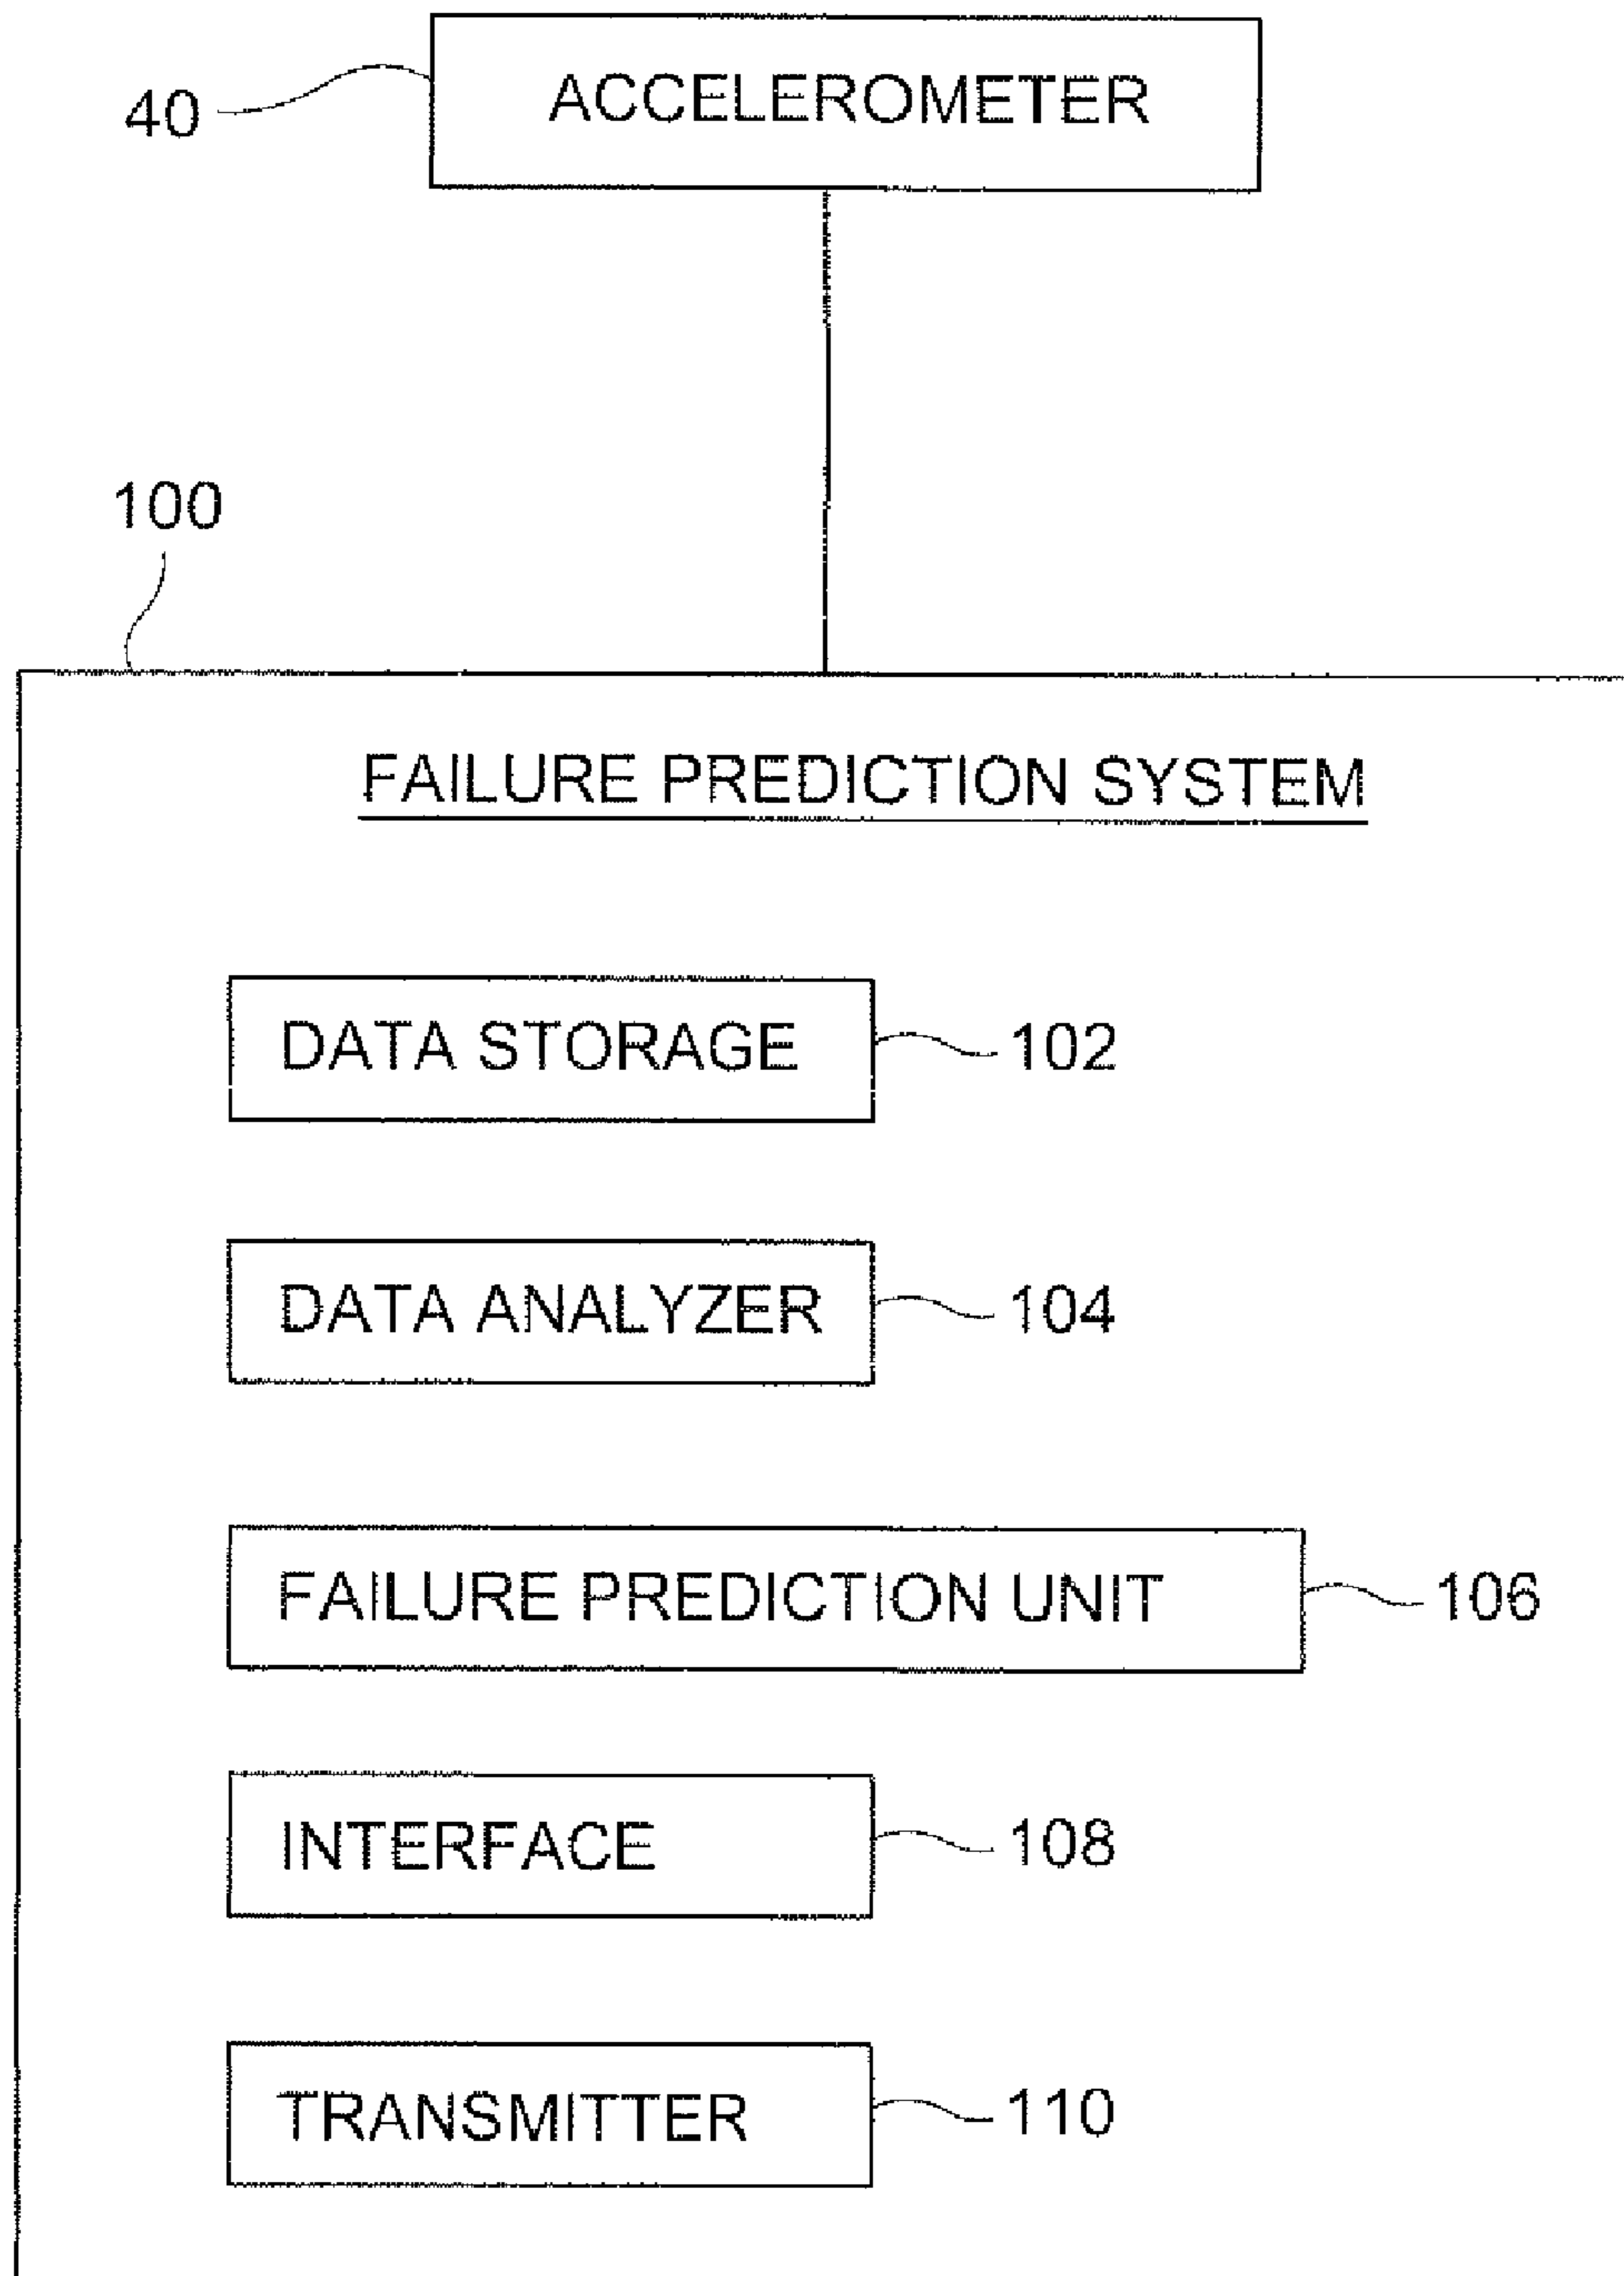 ACCELEROMETER
40
100
FAILURE PREDICTION SYSTEM
DATA STORAGE 102
DATA ANALYZER 104
FAILURE PREDICTION UNIT 106
INTERFACE 108
TRANSMITTER 110